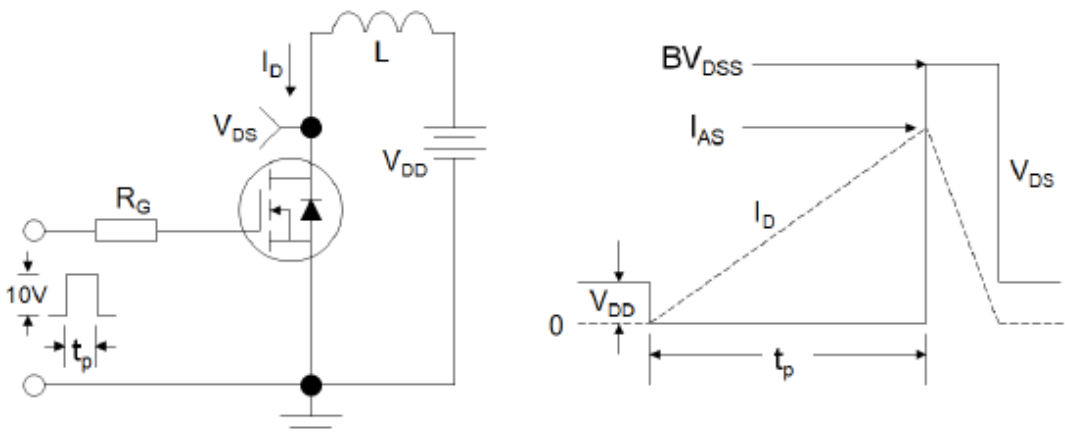 I_D
L
V_DS
V_DD
R_G
10V
t_p
BV_DSS
I_AS
V_DS
I_D
V_DD
0
t_p